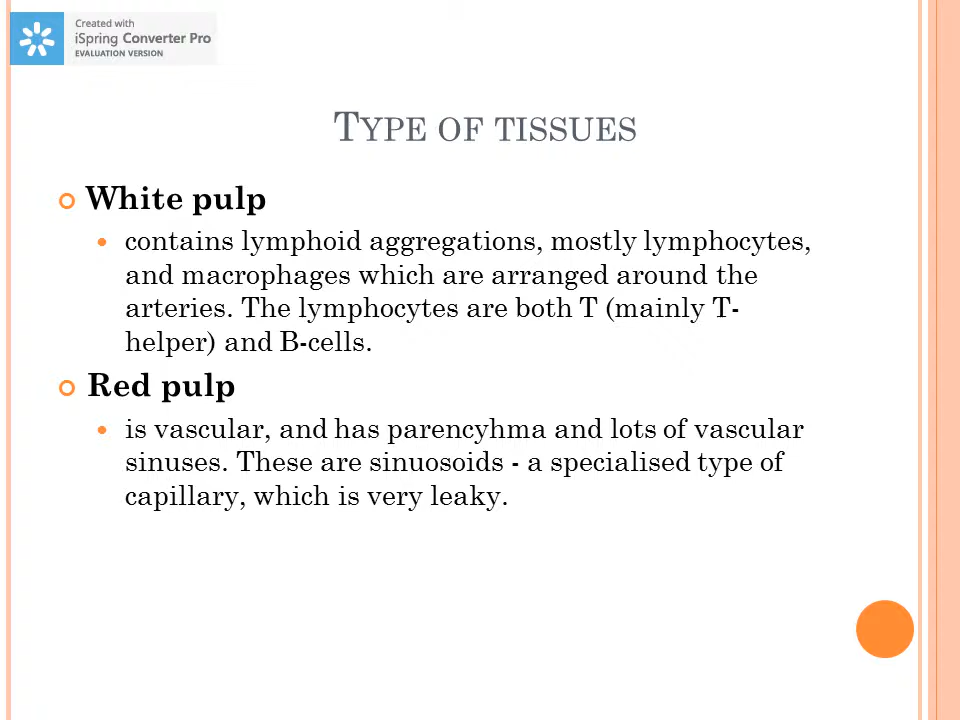 Created with
iSpring Converter Pro
EVALUATION VERSION
TYPE OF TISSUES
White pulp
contains lymphoid aggregations, mostly lymphocytes,
and macrophages which are arranged around the
arteries. The lymphocytes are both T (mainly T-
helper) and B-cells.
Red pulp
is vascular, and has parencyhma and lots of vascular
sinuses. These are sinuosoids - a specialised type of
capillary, which is very leaky.